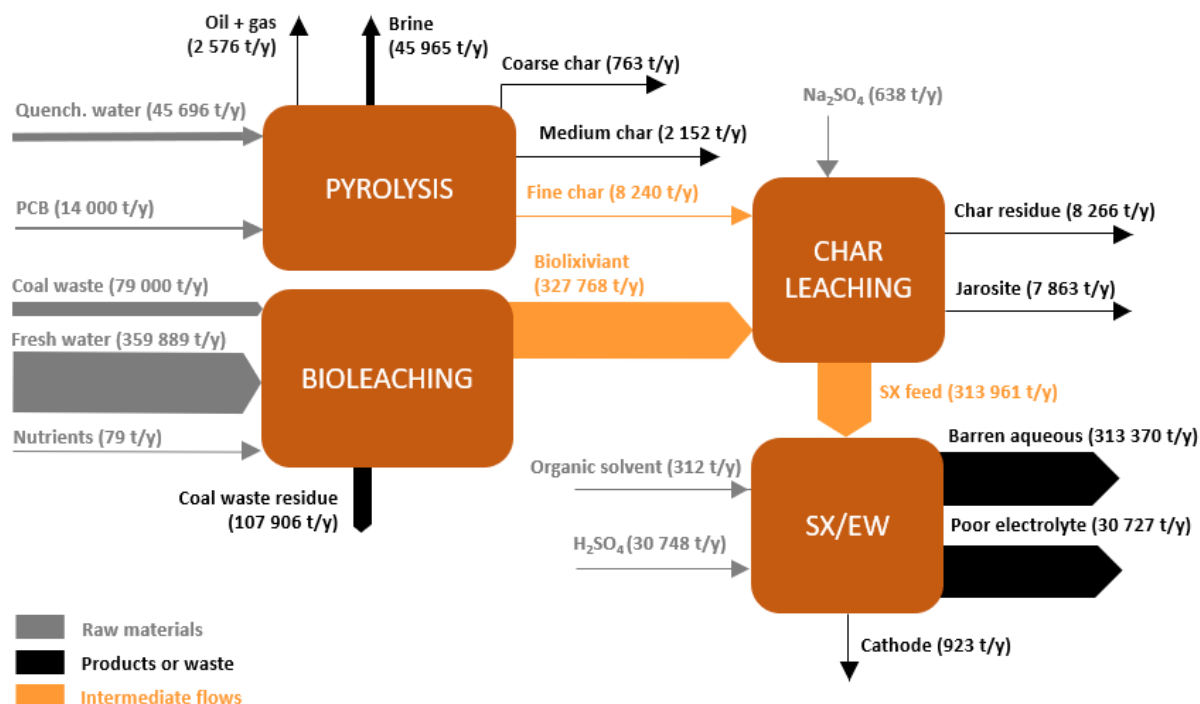 Oil + gas
(2 576 t/y)
Brine
(45 965 t/y)
Coarse char (763 t/y)
Quench. water (45 696 t/y)
Na₂SO₄ (638 t/y)
Medium char (2 152 t/y)
PYROLYSIS
Fine char (8 240 t/y)
PCB (14 000 t/y)
Char residue (8 266 t/y)
CHAR
LEACHING
Biolixiviant
(327 768 t/y)
Coal waste (79 000 t/y)
Jarosite (7 863 t/y)
Fresh water (359 889 t/y)
BIOLEACHING
SX feed (313 961 t/y)
Nutrients (79 t/y)
Barren aqueous (313 370 t/y)
Organic solvent (312 t/y)
Coal waste residue
(107 906 t/y)
SX/EW
Poor electrolyte (30 727 t/y)
H₂SO₄ (30 748 t/y)
Cathode (923 t/y)
Raw materials
Products or waste
Intermediate flows